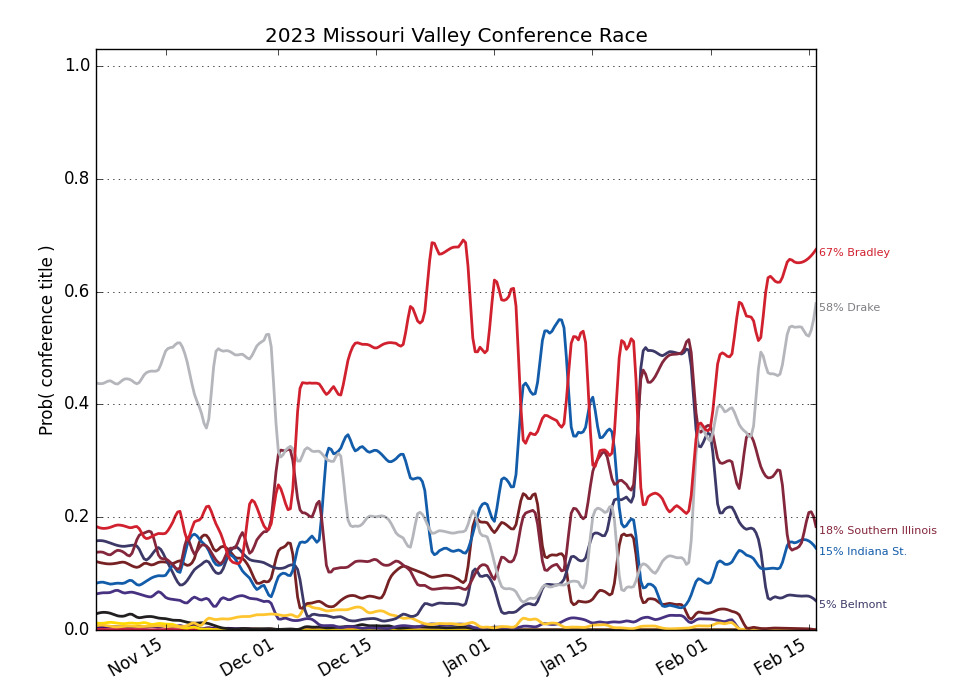 2023 Missouri Valley Conference Race
Prob( conference title )
1.0
0.8
0.6
0.4
0.2
0.0
67% Bradley
58% Drake
18% Southern Illinois
15% Indiana St.
5% Belmont
Nov 15
Dec 01
Dec 15
Jan 01
Jan 15
Feb 01
Feb 15